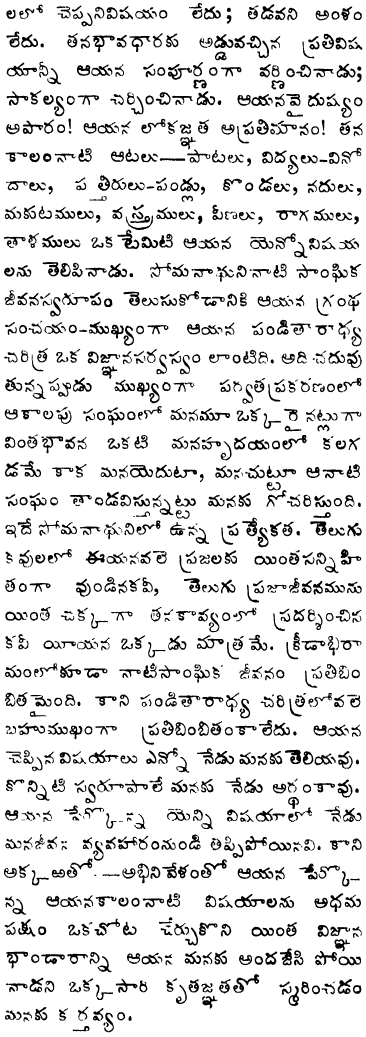 లలో చెప్పనివిషయం లేదు; తడవని అంశం
లేదు. తనభావధారకు అడ్డువచ్చిన ప్రతివిష
యాన్నీ ఆయన సంపూర్ణంగా వర్ణించినాడు;
సాకల్యంగా చర్చించినాడు. ఆయనవైదుష్యం
అపారం! ఆయన లోకజ్ఞత అప్రతిమానం! తన
కాలంనాటి ఆటలు—పాటలు, విద్యలు-వినో
దాలు, పత్తిరులు-పండ్లు, కొండలు, నదులు,
మకుటములు, వస్త్రములు, వీణలు, రాగములు,
తాళములు ఒక టేమిటి ఆయన యెన్నోవిషయ
లను తెలిపినాడు. సోమనాథునినాటి సాంఘిక
జీవనస్వరూపం తెలుసుకోడానికి ఆయన గ్రంథ
సంచయం-ముఖ్యంగా ఆయన పండితారాధ్య
చరిత్ర ఒక విజ్ఞానసర్వస్వం లాంటిది. అది చదువు
తున్నప్పుడు ముఖ్యంగా పర్వతప్రకరణంలో
ఆకాలపు సంఘంలో మనమూ ఒక్కరైనట్లుగా
వింతభావన ఒకటి మనహృదయంలో కలగ
డమే కాక మనయెదుటా, మనచుట్టూ ఆనాటి
సంఘం తాండవిస్తున్నట్టు మనకు గోచరిస్తుంది.
ఇదే సోమనాథునిలో ఉన్న ప్రత్యేకత. తెలుగు
కవులలో ఈయనవలె ప్రజలకు యింతసన్నిహి
తంగా వుండినకవీ, తెలుగు ప్రజాజీవనమును
యింత చక్కగా తనకావ్యంలో ప్రదర్శించిన
కవీ యీయన ఒక్కడు మాత్రమే. క్రీడాభిరా
మంలోకూడా నాటిసాంఘిక జీవనం ప్రతిబిం
బితమైంది. కాని పండితారాధ్య చరిత్రలోవలె
బహుముఖంగా ప్రతిబింబితంకాలేదు. ఆయన
చెప్పినవిషయాలు ఎన్నో నేడు మనకుతెలియవు.
కొన్నిటి స్వరూపాలే మనకు నేడు అర్థంకావు.
ఆయన పేర్కొన్న యెన్ని విషయాలో నేడు
మనజీవన వ్యవహారంనుండి తప్పిపోయినవి. కాని
అక్కఱతో—అభినివేశంతో ఆయన పేర్కొ
న్న ఆయనకాలంనాటి విషయాలను అధమ
పక్షం ఒకచోట చేర్చుకొని యింత విజ్ఞాన
భాండారాన్ని ఆయన మనకు అందజేసి పోయి
నాడని ఒక్కసారి కృతజ్ఞతతో స్మరించడం
మనకు కర్తవ్యం.